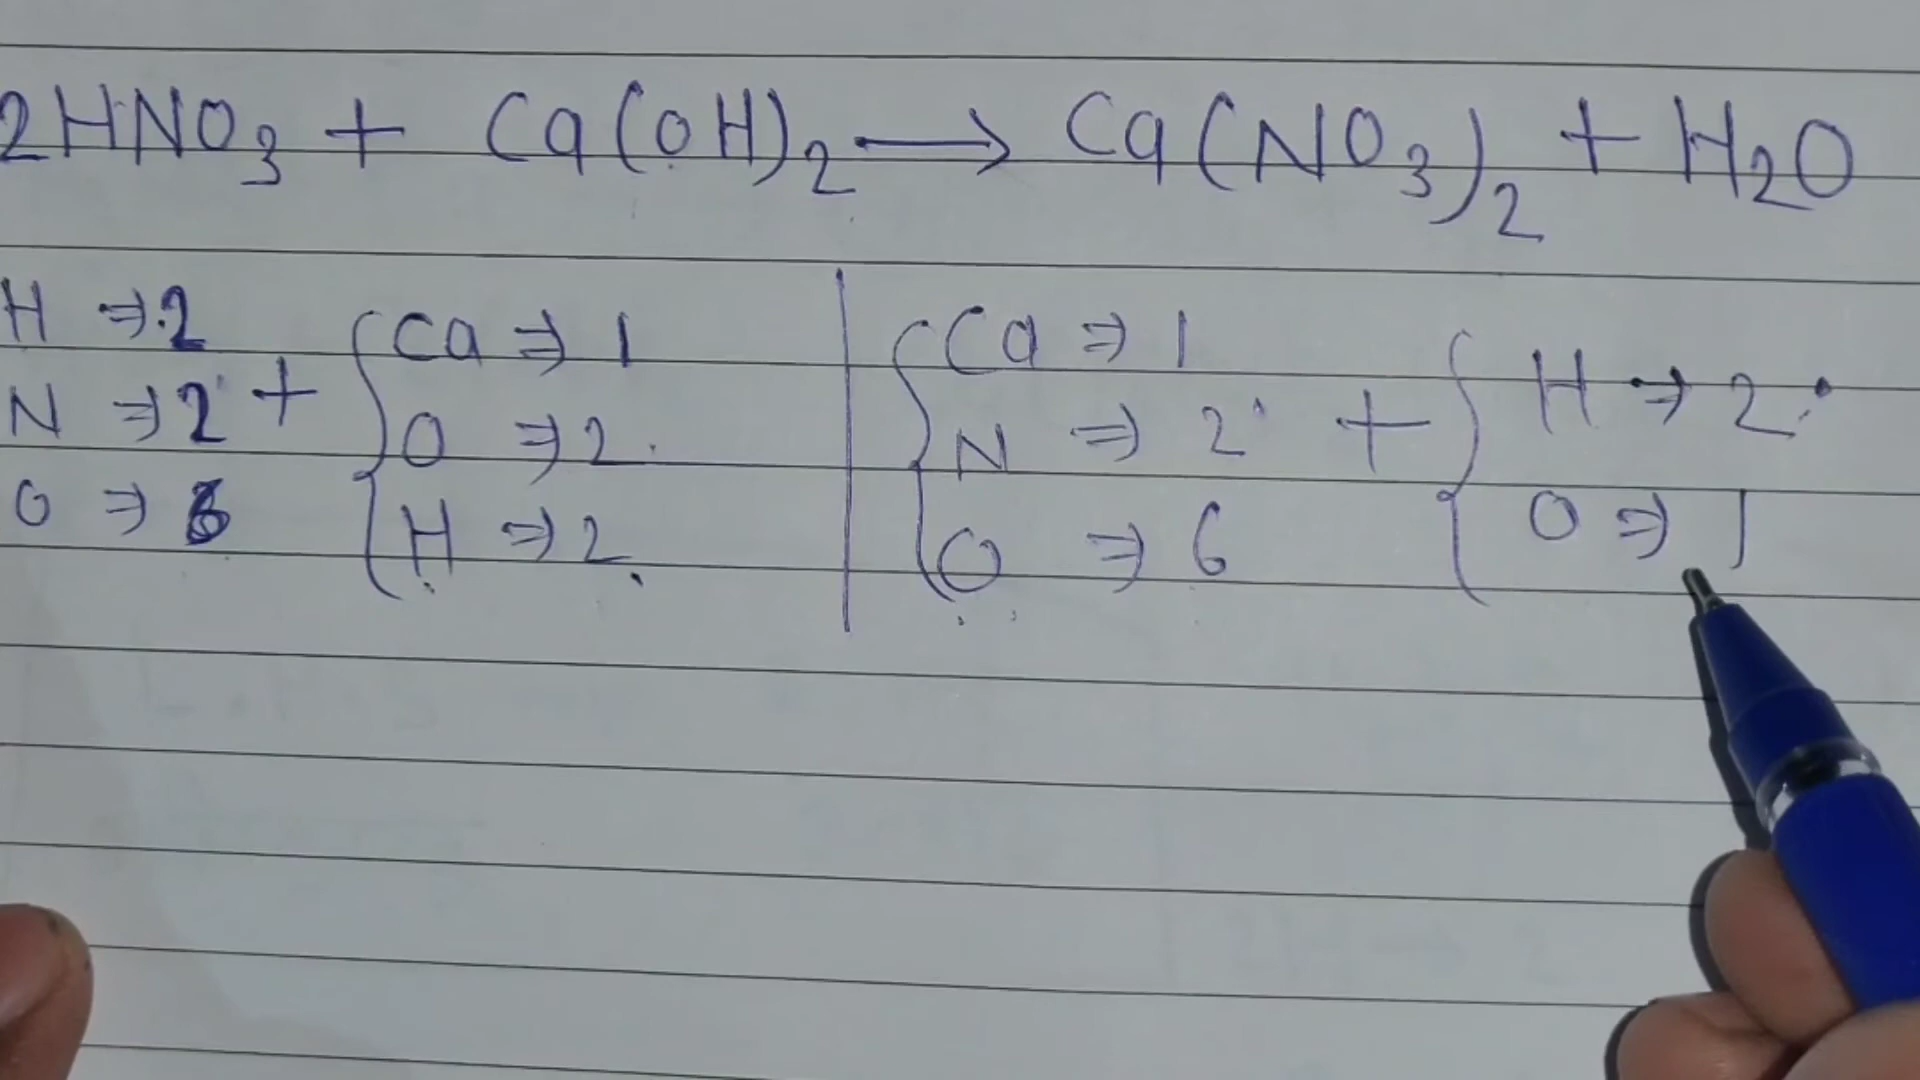 2HNO₃ + Ca(OH)₂ → Ca(NO₃)₂ + H₂O
H ⇒ 2 + { Ca ⇒ 1 | { Ca ⇒ 1 + { H ⇒ 2
N ⇒ 2 O ⇒ 2 N ⇒ 2 O ⇒ 1
O ⇒ 6 H ⇒ 2 O ⇒ 6